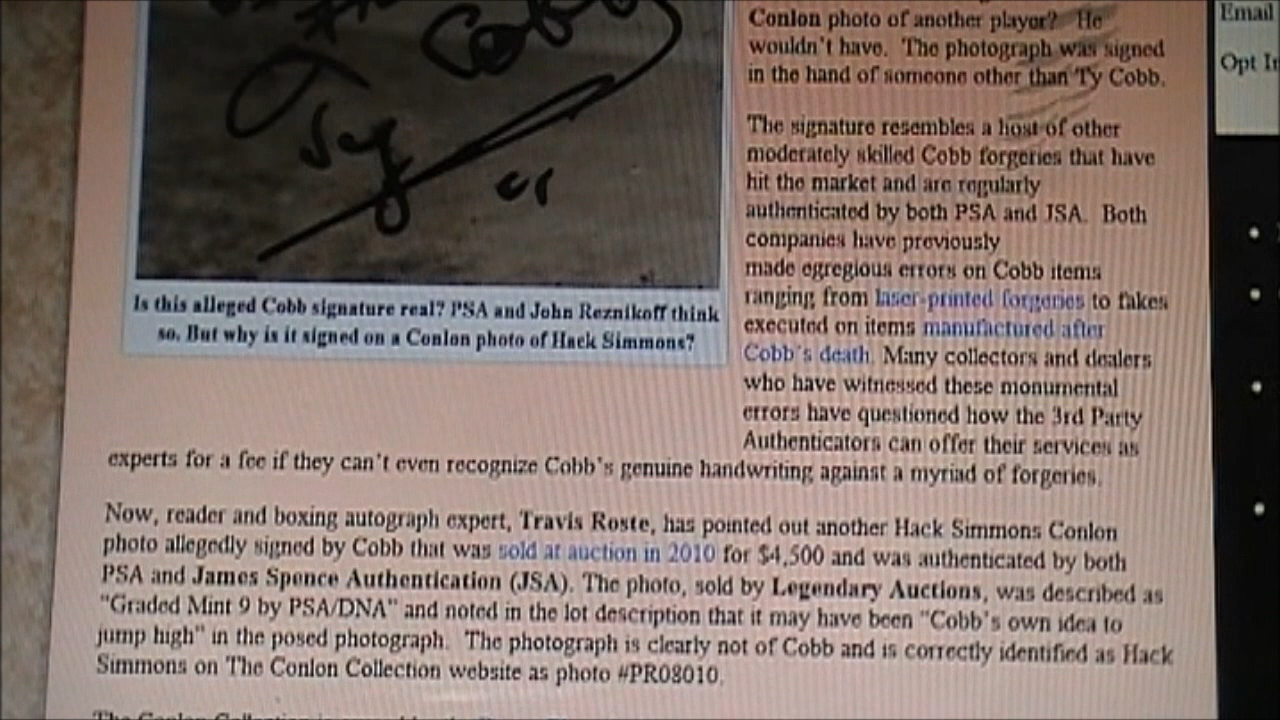 Cobb
Conlon photo of another player? He
wouldn't have. The photograph was signed
in the hand of someone other than Ty Cobb.
The signature resembles a host of other
moderately skilled Cobb forgeries that have
hit the market and are regularly
authenticated by both PSA and JSA. Both
companies have previously
made egregious errors on Cobb items
ranging from laser-printed forgeries to fakes
executed on items manufactured after
Cobb's death. Many collectors and dealers
who have witnessed these monumental
errors have questioned how the 3rd Party
Authenticators can offer their services as
experts for a fee if they can't even recognize Cobb's genuine handwriting against a myriad of forgeries.
Is this alleged Cobb signature real? PSA and John Reznikoff think
so. But why is it signed on a Conlon photo of Hack Simmons?
Now, reader and boxing autograph expert, Travis Roste, has pointed out another Hack Simmons Conlon
photo allegedly signed by Cobb that was sold at auction in 2010 for $4,500 and was authenticated by both
PSA and James Spence Authentication (JSA). The photo, sold by Legendary Auctions, was described as
"Graded Mint 9 by PSA/DNA" and noted in the lot description that it may have been "Cobb's own idea to
jump high" in the posed photograph. The photograph is clearly not of Cobb and is correctly identified as Hack
Simmons on The Conlon Collection website as photo #PR08010.
The Conlon Collection is
Email
Opt In